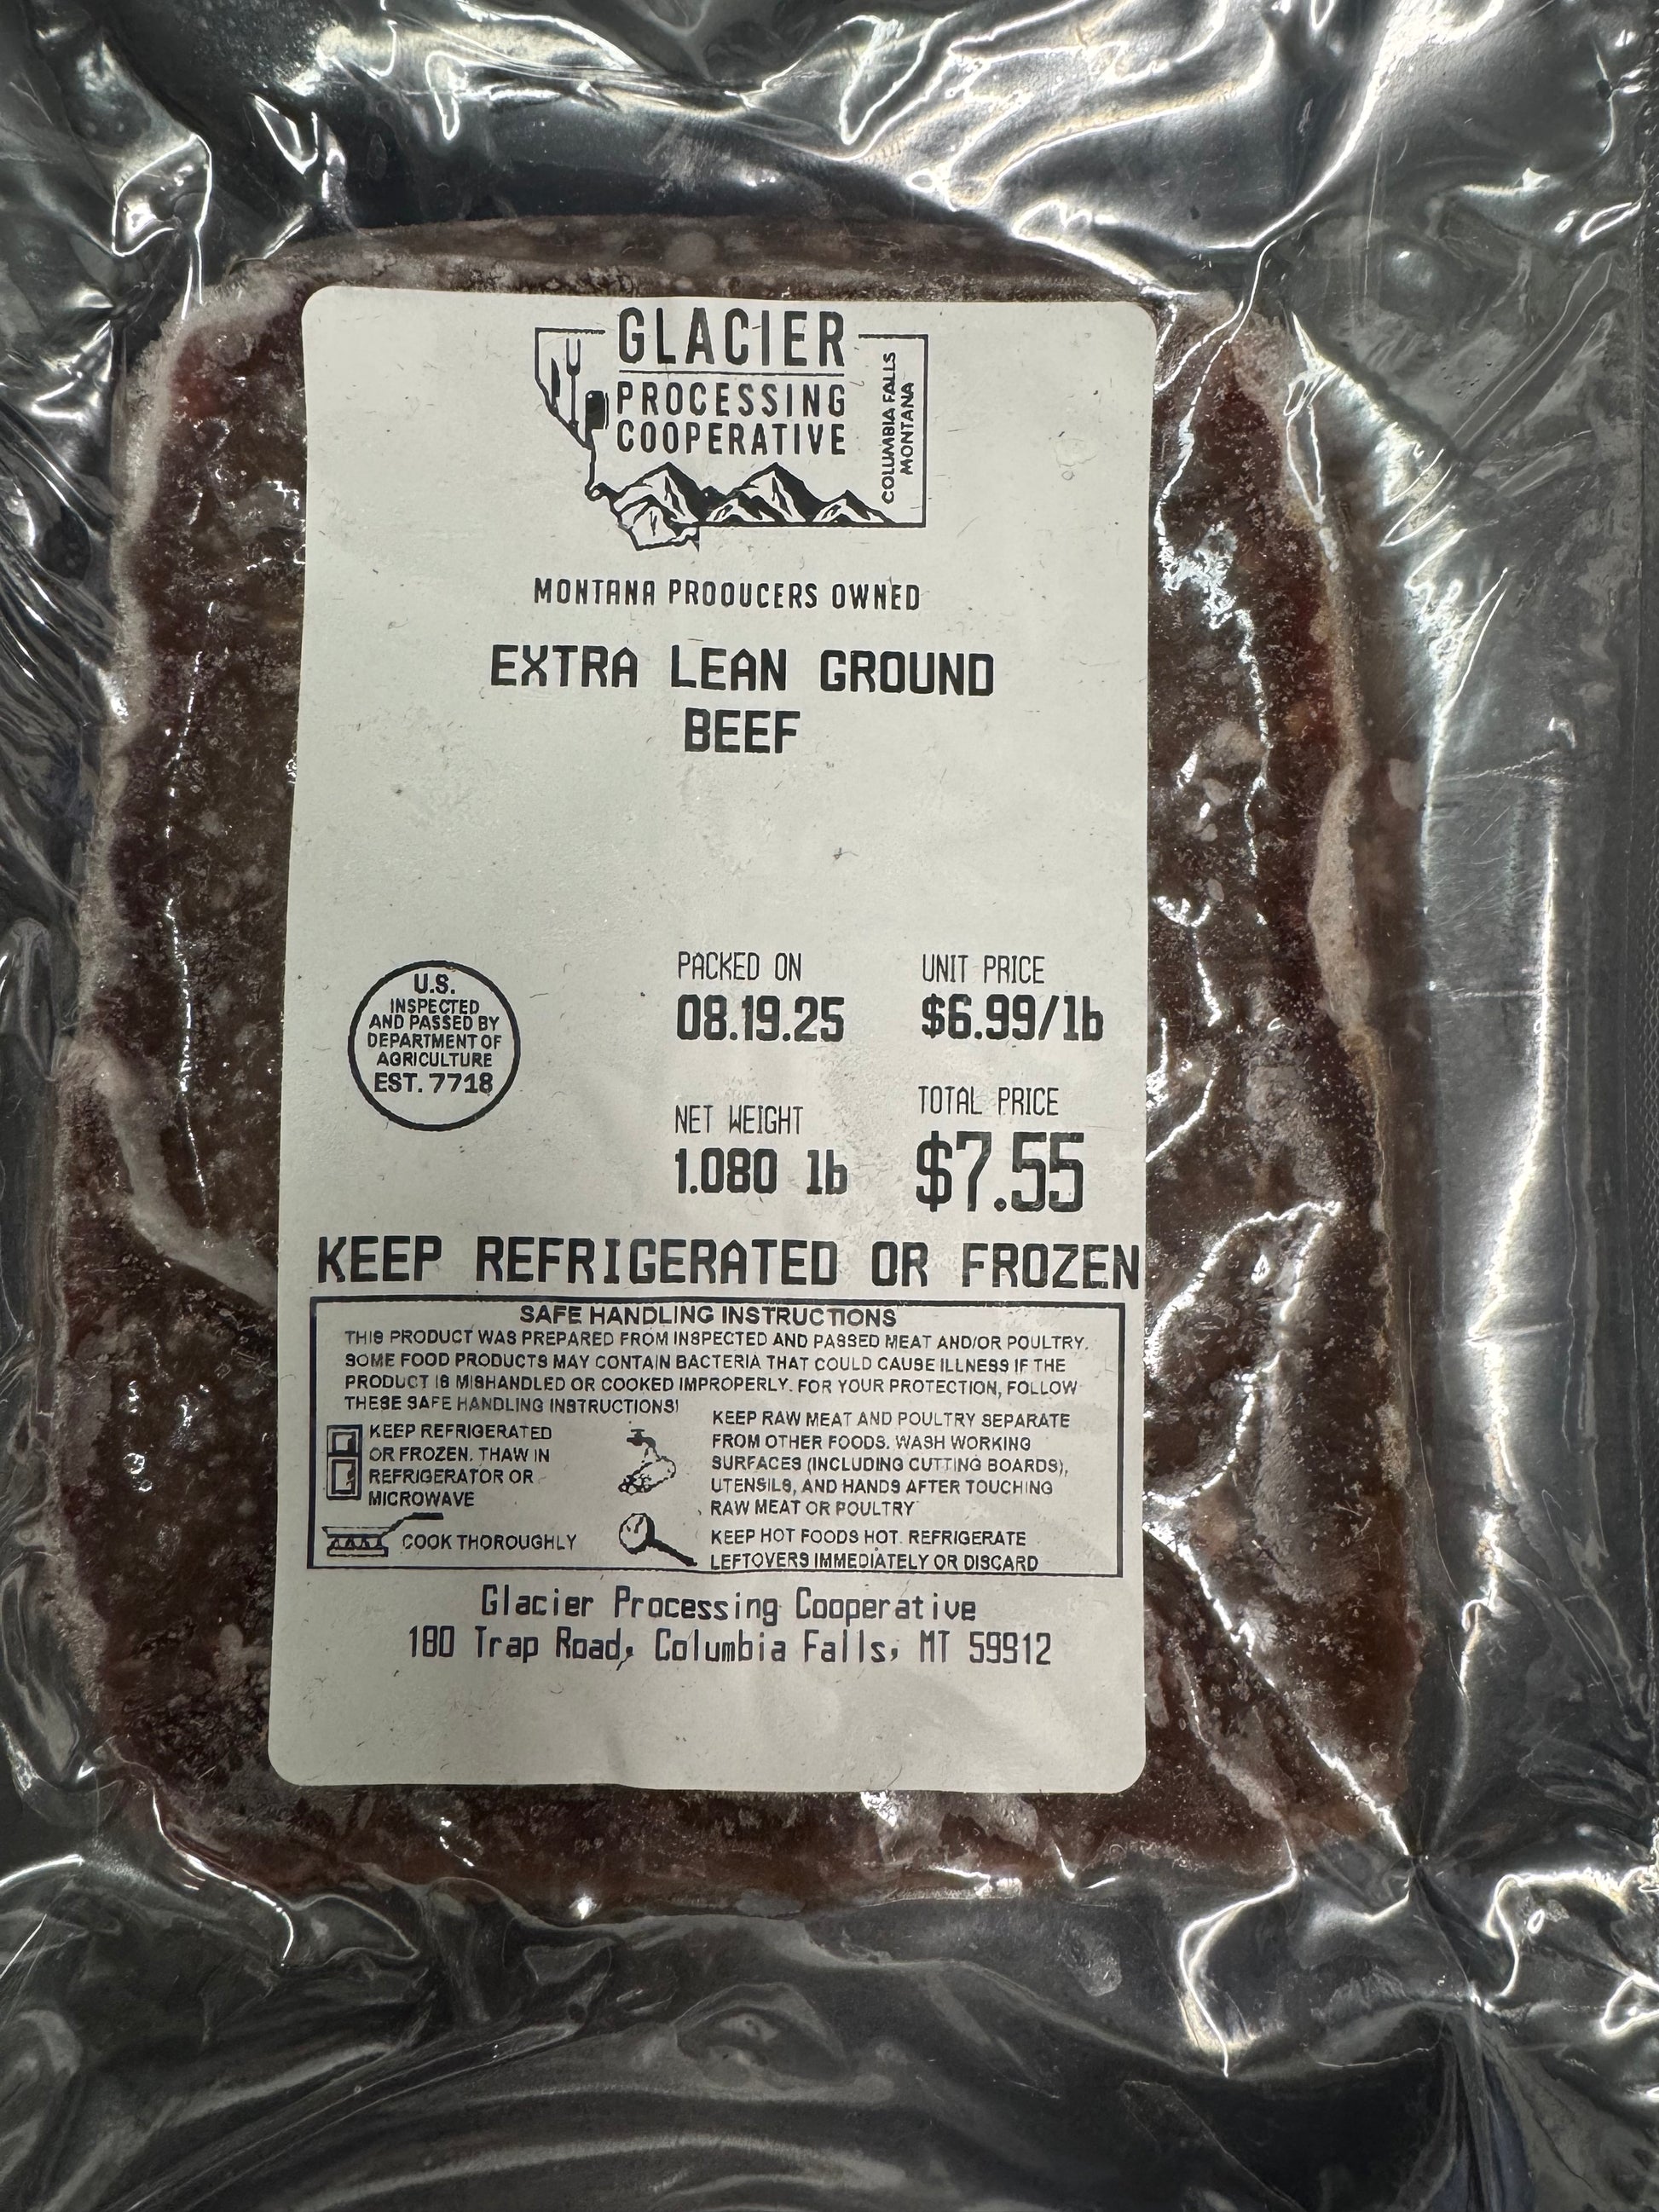 GLACIER
PROCESSING
COOPERATIVE
COLUMBIA FALLS
MONTANA
MONTANA PRODUCERS OWNED
EXTRA LEAN GROUND
BEEF
U.S.
INSPECTED
AND PASSED BY
DEPARTMENT OF
AGRICULTURE
EST. 7718
PACKED ON
08.19.25
UNIT PRICE
$6.99/lb
NET WEIGHT
1.080 lb
TOTAL PRICE
$7.55
KEEP REFRIGERATED OR FROZEN
SAFE HANDLING INSTRUCTIONS
THIS PRODUCT WAS PREPARED FROM INSPECTED AND PASSED MEAT AND/OR POULTRY.
SOME FOOD PRODUCTS MAY CONTAIN BACTERIA THAT COULD CAUSE ILLNESS IF THE
PRODUCT IS MISHANDLED OR COOKED IMPROPERLY. FOR YOUR PROTECTION, FOLLOW
THESE SAFE HANDLING INSTRUCTIONS!
KEEP REFRIGERATED
OR FROZEN. THAW IN
REFRIGERATOR OR
MICROWAVE
KEEP RAW MEAT AND POULTRY SEPARATE
FROM OTHER FOODS. WASH WORKING
SURFACES (INCLUDING CUTTING BOARDS),
UTENSILS, AND HANDS AFTER TOUCHING
RAW MEAT OR POULTRY
COOK THOROUGHLY
KEEP HOT FOODS HOT. REFRIGERATE
LEFTOVERS IMMEDIATELY OR DISCARD
Glacier Processing Cooperative
180 Trap Road, Columbia Falls, MT 59912